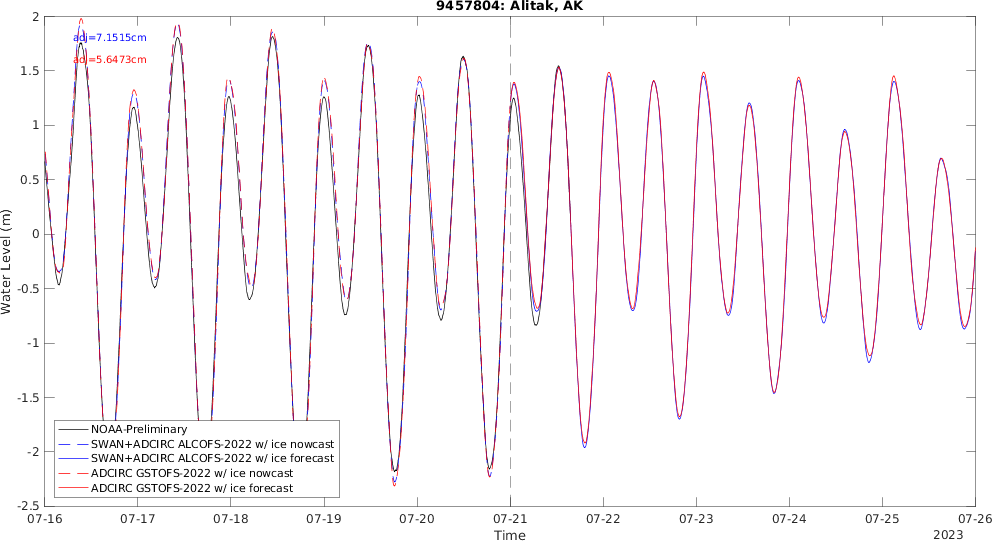 9457804: Alitak, AK
adj=7.1515cm
adj=5.6473cm
2
1.5
1
0.5
0
-0.5
-1
-1.5
-2
-2.5
Water Level (m)
NOAA-Preliminary
SWAN+ADCIRC ALCOFS-2022 w/ ice nowcast
SWAN+ADCIRC ALCOFS-2022 w/ ice forecast
ADCIRC GSTOFS-2022 w/ ice nowcast
ADCIRC GSTOFS-2022 w/ ice forecast
07-16 07-17 07-18 07-19 07-20 07-21 07-22 07-23 07-24 07-25 07-26
Time
2023